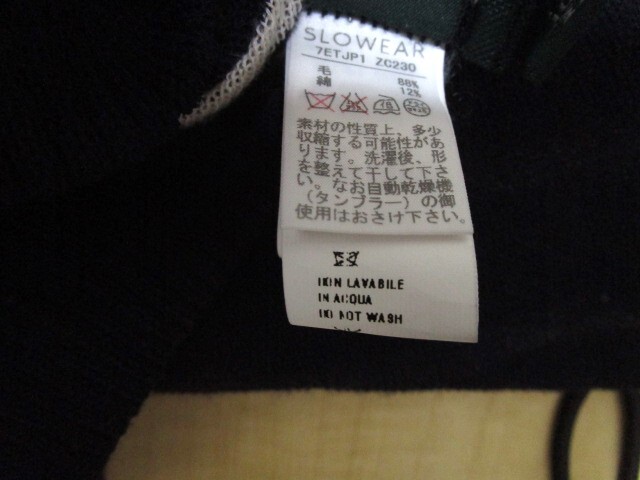 SLOWEAR
7ETJP1 ZC230
毛 88%
綿 12%
素材の性質上、多少
収縮する可能性があ
ります。洗濯後、形
を整えて干して下さ
い。なお自動乾燥機
（タンブラー）の御
使用はおさけ下さい。
NON LAVABILE
IN ACQUA
DO NOT WASH